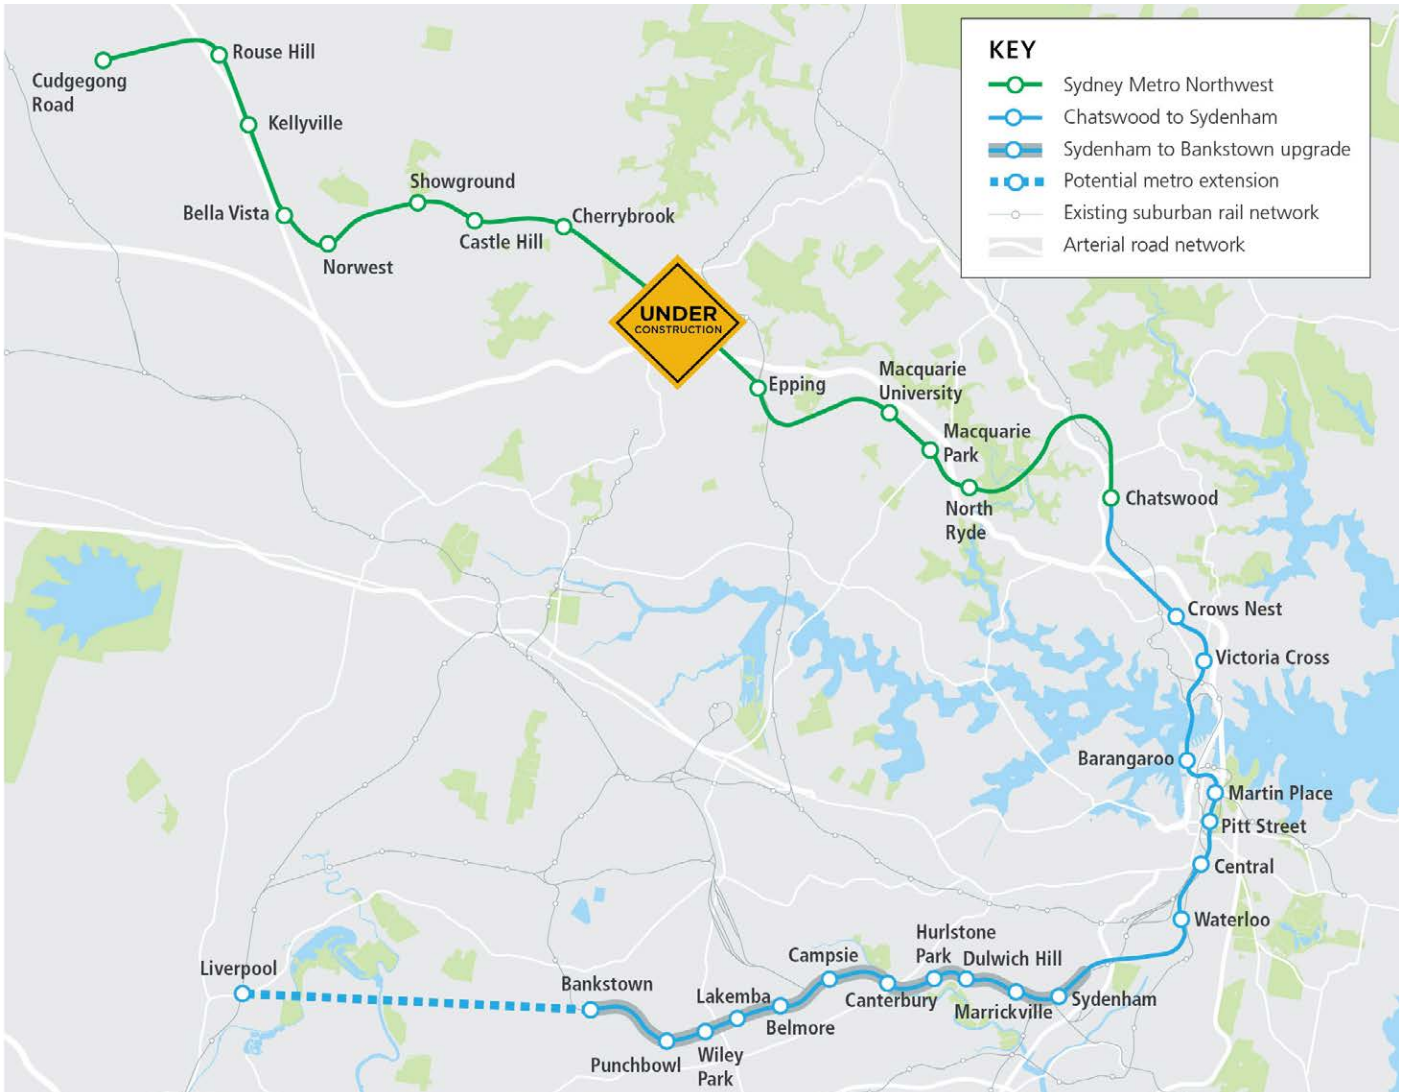 KEY
Sydney Metro Northwest
Chatswood to Sydenham
Sydenham to Bankstown upgrade
Potential metro extension
Existing suburban rail network
Arterial road network
Cudgegong
Road
Rouse Hill
Kellyville
Bella Vista
Norwest
Showground
Castle Hill
Cherrybrook
UNDER
CONSTRUCTION
Epping
Macquarie
University
Macquarie
Park
North
Ryde
Chatswood
Crows Nest
Victoria Cross
Barangaroo
Martin Place
Pitt Street
Central
Waterloo
Sydenham
Marrickville
Dulwich Hill
Hurlstone
Park
Canterbury
Campsie
Belmore
Lakemba
Wiley
Park
Punchbowl
Bankstown
Liverpool